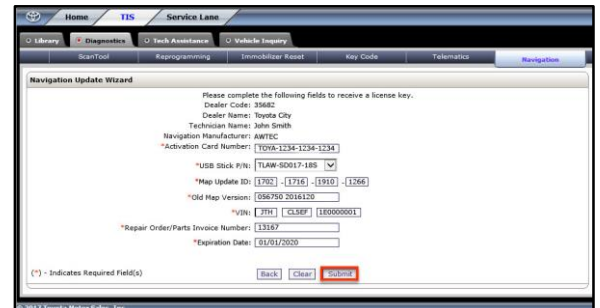 Home TIS Service Lane
Library Diagnostics Tech Assistance Vehicle Inquiry
ScanTool Reprogramming Immobilizer Reset Key Code Telematics Navigation
Navigation Update Wizard
Please complete the following fields to receive a license key.
Dealer Code: 35682
Dealer Name: Toyota City
Technician Name: John Smith
Navigation Manufacturer: AWTEC
*Activation Card Number: TOYA-1234-1234-1234
*USB Stick P/N: TLAW-SD017-18S
*Map Update ID: 1702 - 1716 - 1910 - 1266
*Old Map Version: 056750 2016120
*VIN: JTH CLSEF 1E0000001
*Repair Order/Parts Invoice Number: 13167
*Expiration Date: 01/01/2020
(*) - Indicates Required Field(s) Back Clear Submit
© 2017 Toyota Motor Sales, Inc.